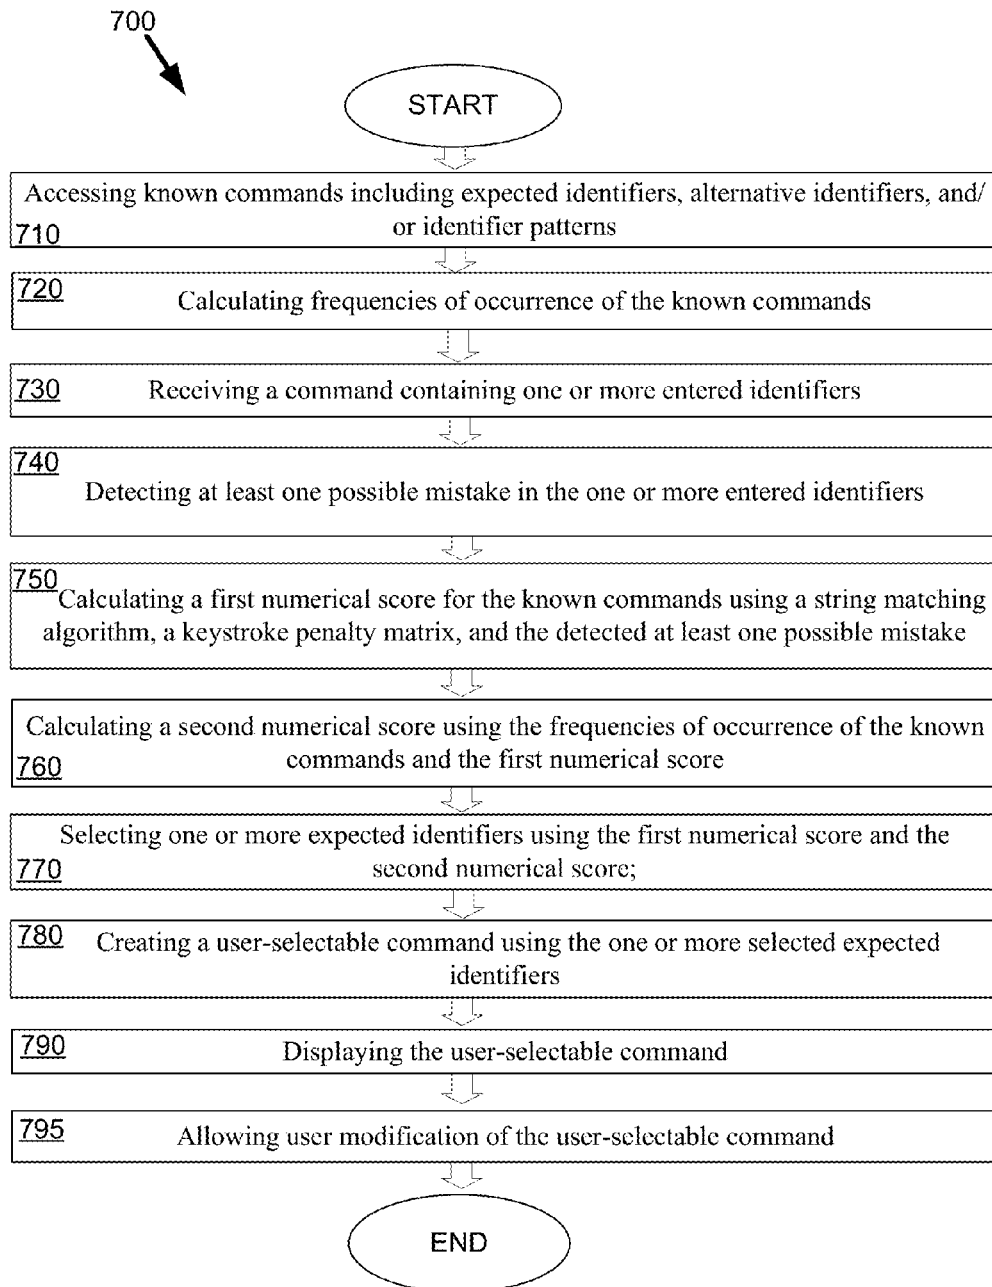 700
START
Accessing known commands including expected identifiers, alternative identifiers, and/
710 or identifier patterns
720
Calculating frequencies of occurrence of the known commands
730 Receiving a command containing one or more entered identifiers
740
Detecting at least one possible mistake in the one or more entered identifiers
750
Calculating a first numerical score for the known commands using a string matching
algorithm, a keystroke penalty matrix, and the detected at least one possible mistake
Calculating a second numerical score using the frequencies of occurrence of the known
760 commands and the first numerical score
Selecting one or more expected identifiers using the first numerical score and the
770 second numerical score;
780
Creating a user-selectable command using the one or more selected expected
identifiers
790
Displaying the user-selectable command
795
Allowing user modification of the user-selectable command
END